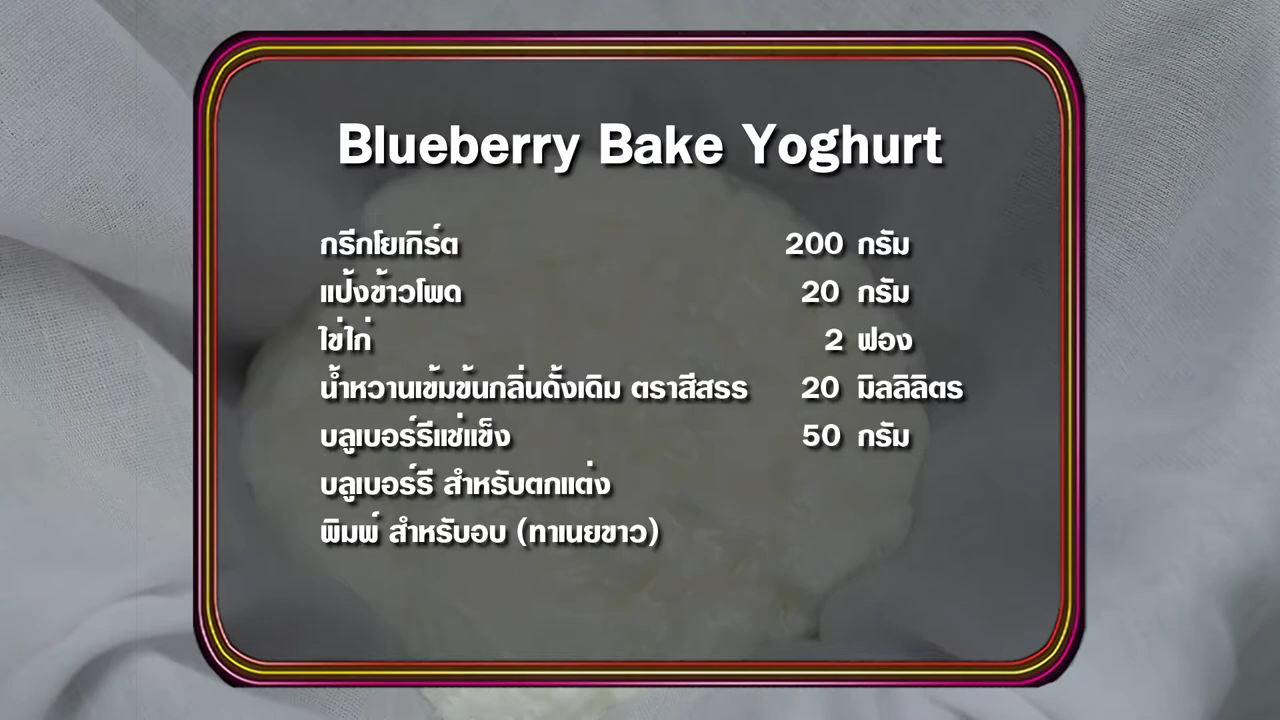 Blueberry Bake Yoghurt
กรีกโยเกิร์ต 200 กรัม
แป้งข้าวโพด 20 กรัม
ไข่ไก่ 2 ฟอง
น้ำหวานเข้มข้นกลิ่นดั้งเดิม ตราสีสรร 20 มิลลิลิตร
บลูเบอร์รีแช่แข็ง 50 กรัม
บลูเบอร์รี สำหรับตกแต่ง
พิมพ์ สำหรับอบ (ทาเนยขาว)